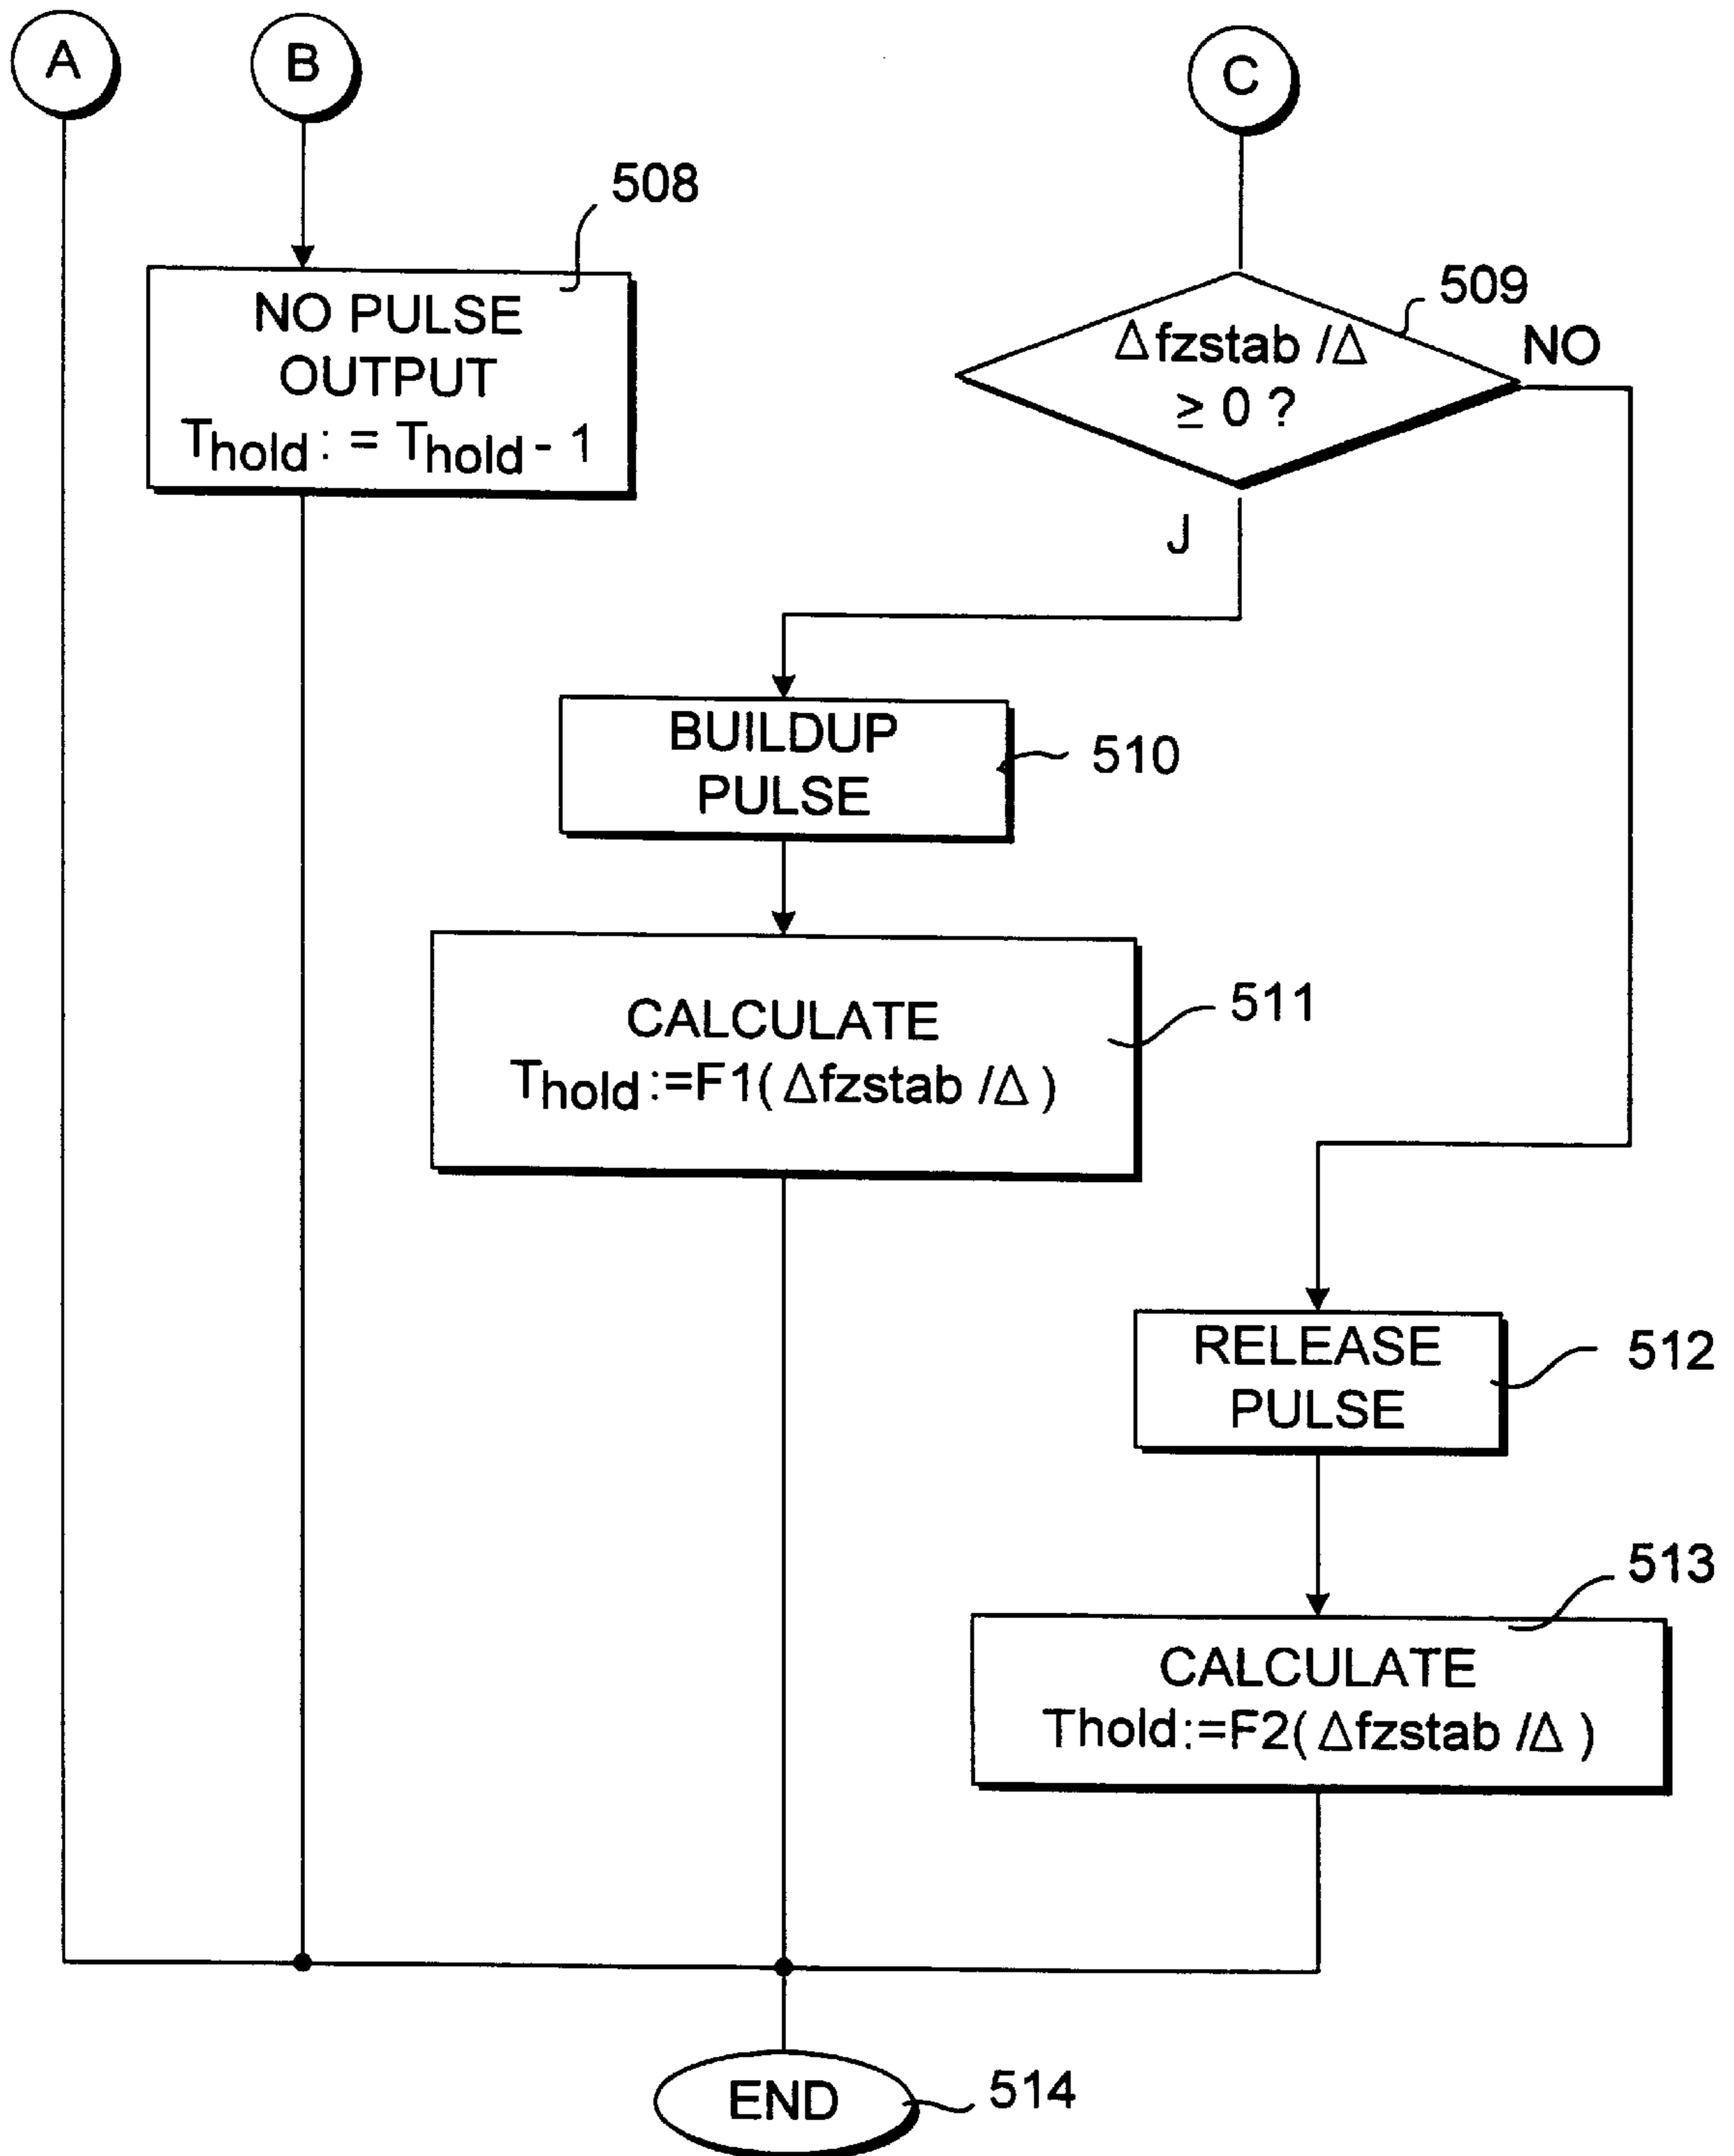 A
B
C
508
NO PULSE
OUTPUT
Thold : = Thold - 1
509
Δfzstab /Δ
≥ 0 ?
NO
J
BUILDUP
PULSE
510
CALCULATE
Thold :=F1( Δfzstab /Δ )
511
RELEASE
PULSE
512
513
CALCULATE
Thold:=F2( Δfzstab /Δ )
END
514